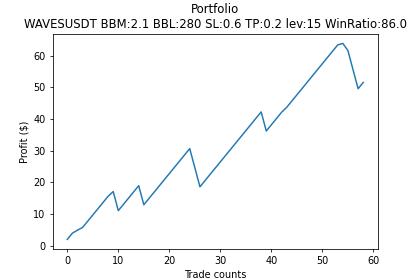 Portfolio
WAVESUSDT BBM:2.1 BBL:280 SL:0.6 TP:0.2 lev:15 WinRatio:86.0
Profit ($)
60
50
40
30
20
10
0
0 10 20 30 40 50 60
Trade counts